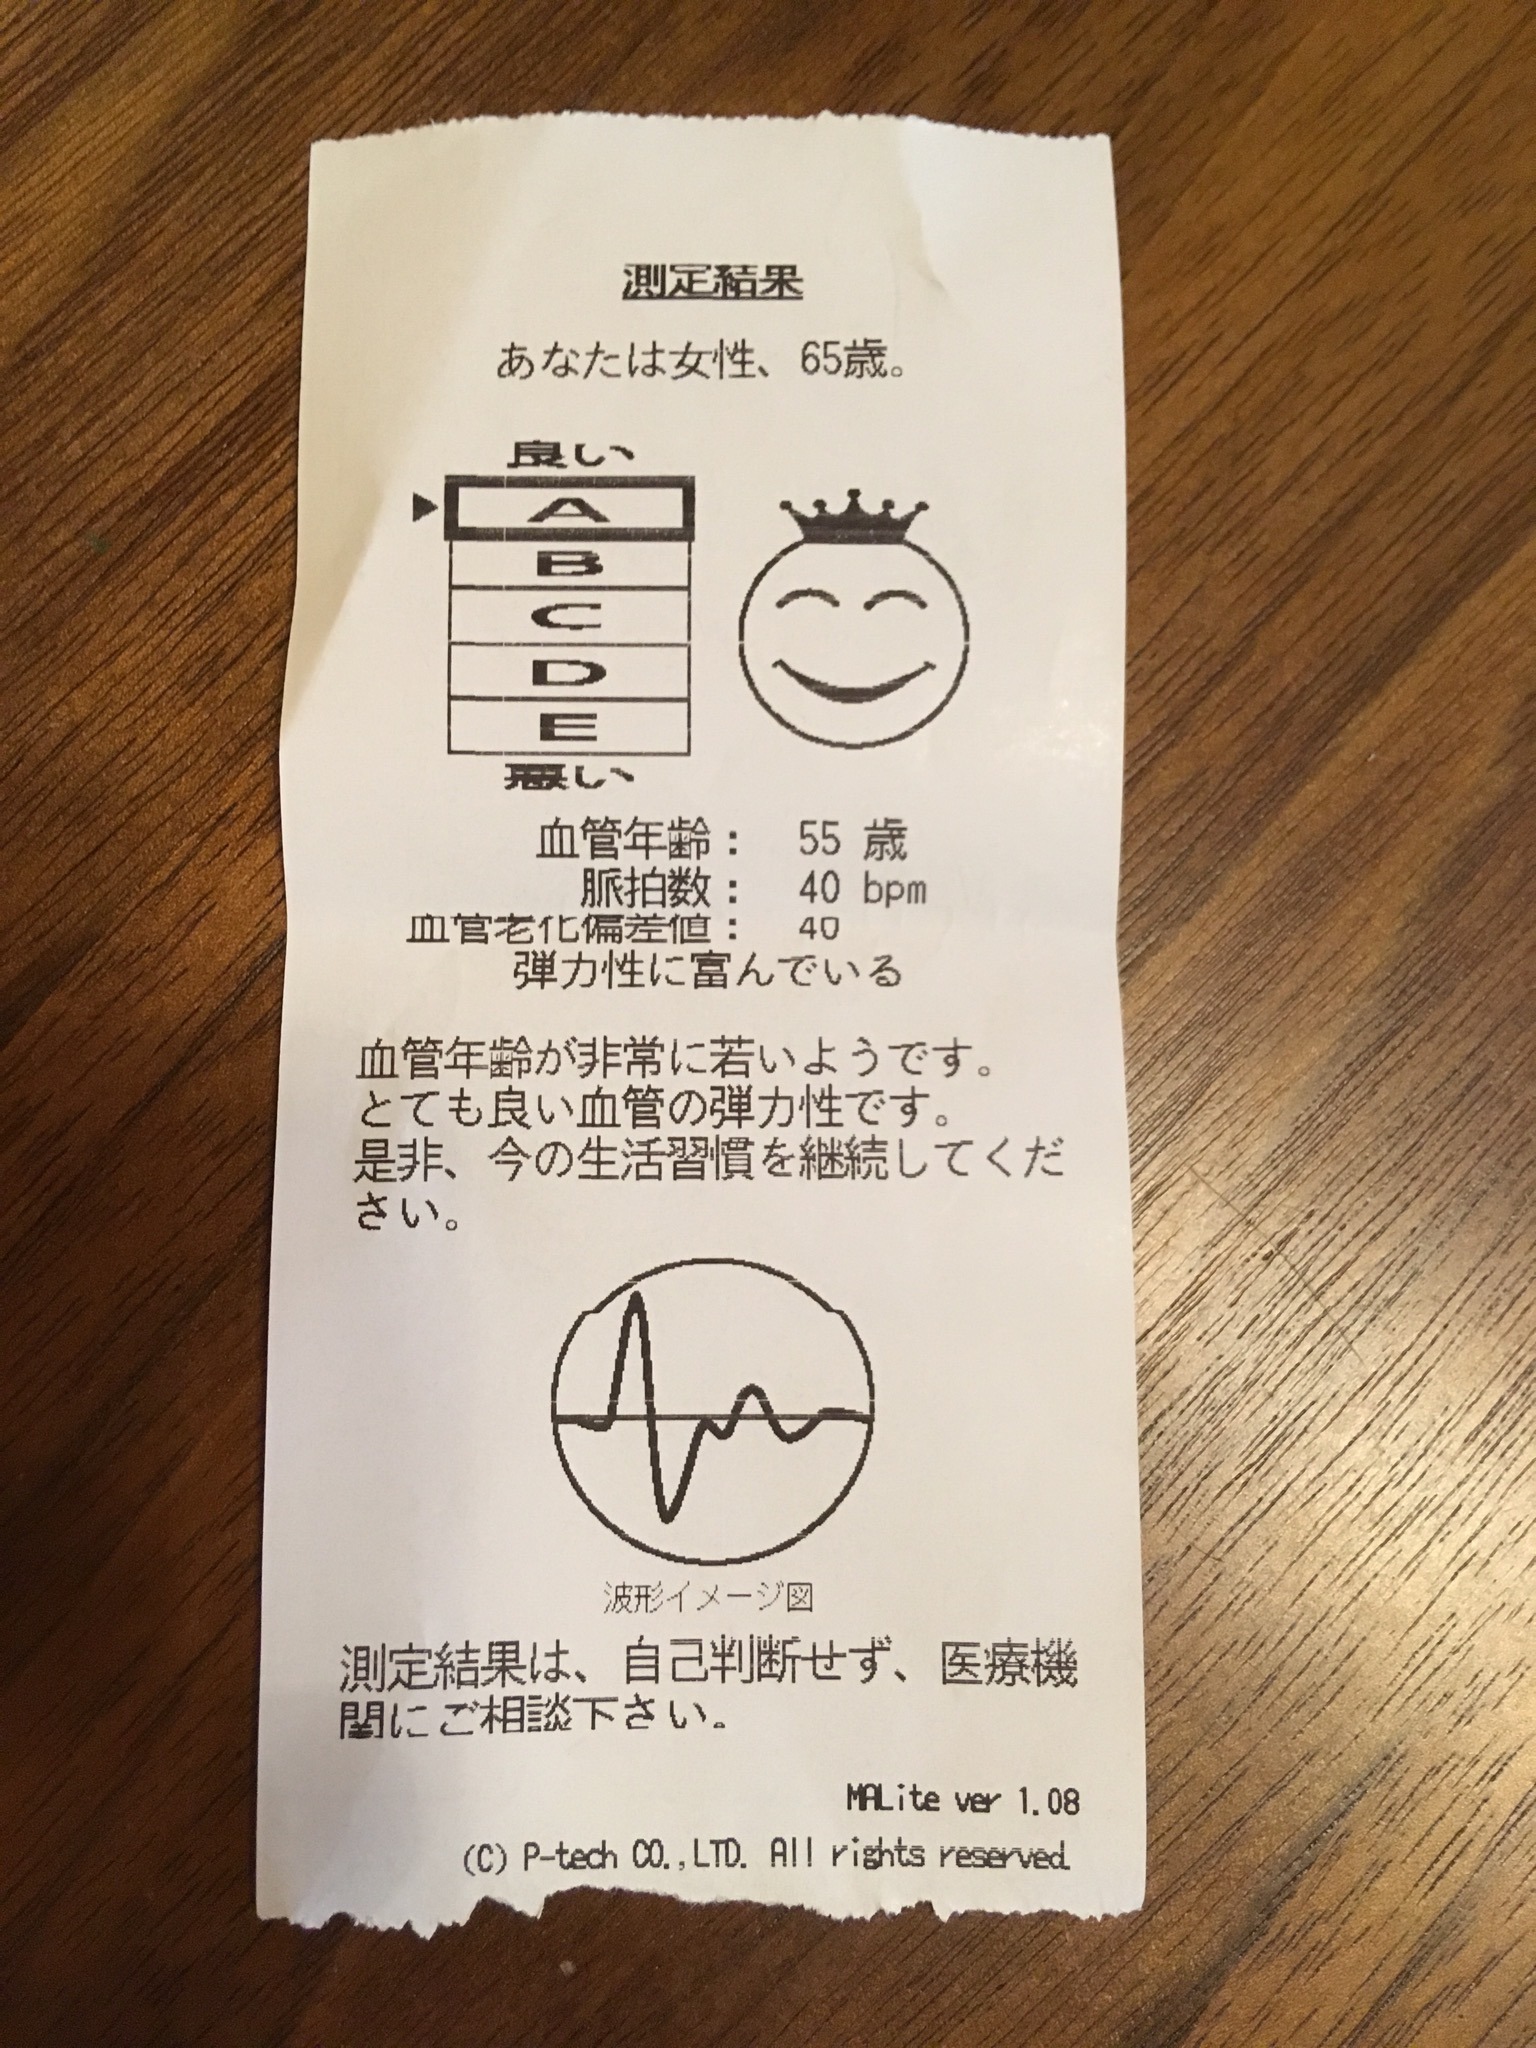 測定結果
あなたは女性、65歳。
良い
A
B
C
D
E
悪い
血管年齢： 55 歳
脈拍数： 40 bpm
血管老化偏差値： 40
弾力性に富んでいる
血管年齢が非常に若いようです。
とても良い血管の弾力性です。
是非、今の生活習慣を継続してくだ
さい。
波形イメージ図
測定結果は、自己判断せず、医療機
関にご相談下さい。
MALite ver 1.08
(C) P-tech CO.,LTD. All rights reserved.